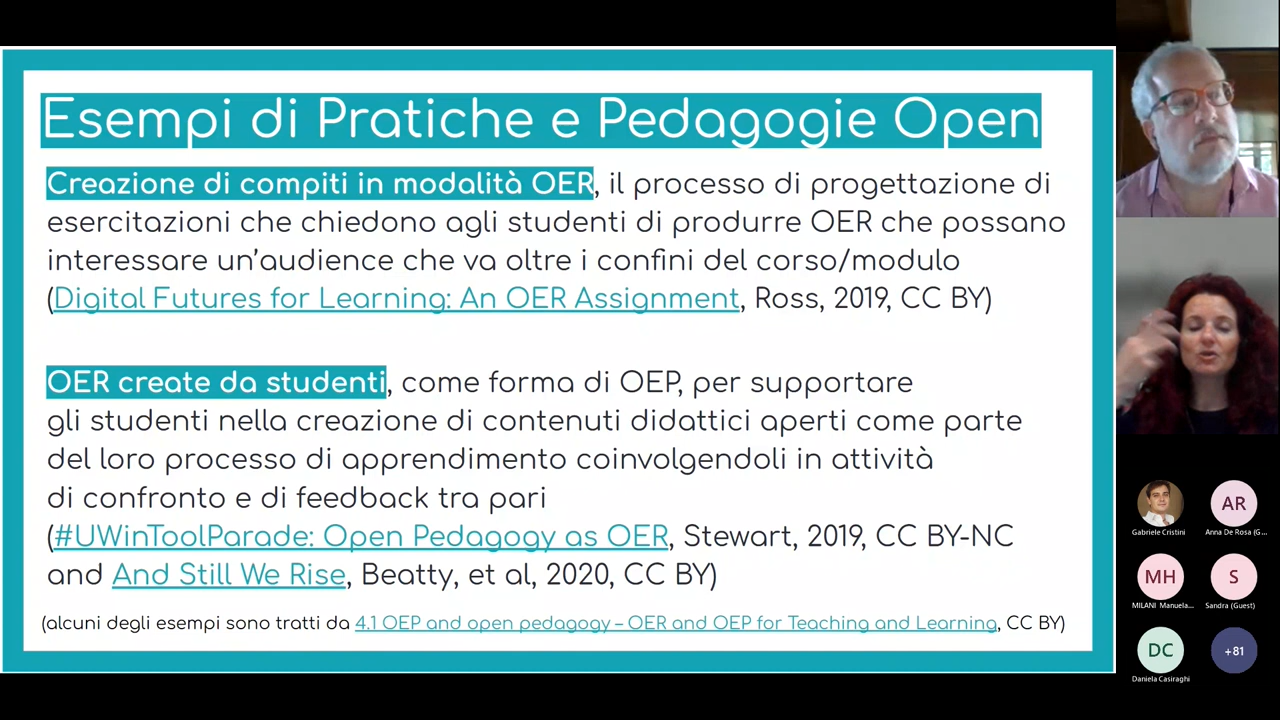 Esempi di Pratiche e Pedagogie Open
Creazione di compiti in modalità OER, il processo di progettazione di
esercitazioni che chiedono agli studenti di produrre OER che possano
interessare un'audience che va oltre i confini del corso/modulo
(Digital Futures for Learning: An OER Assignment, Ross, 2019, CC BY)
OER create da studenti, come forma di OEP, per supportare
gli studenti nella creazione di contenuti didattici aperti come parte
del loro processo di apprendimento coinvolgendoli in attività
di confronto e di feedback tra pari
(#UWinToolParade: Open Pedagogy as OER, Stewart, 2019, CC BY-NC
and And Still We Rise, Beatty, et al, 2020, CC BY)
(alcuni degli esempi sono tratti da 4.1 OEP and open pedagogy – OER and OEP for Teaching and Learning, CC BY)
Gabriele Cristini
AR
Anna De Rosa (G...
MH
MILANI Manuela...
S
Sandra (Guest)
DC
Daniela Casiraghi
+81